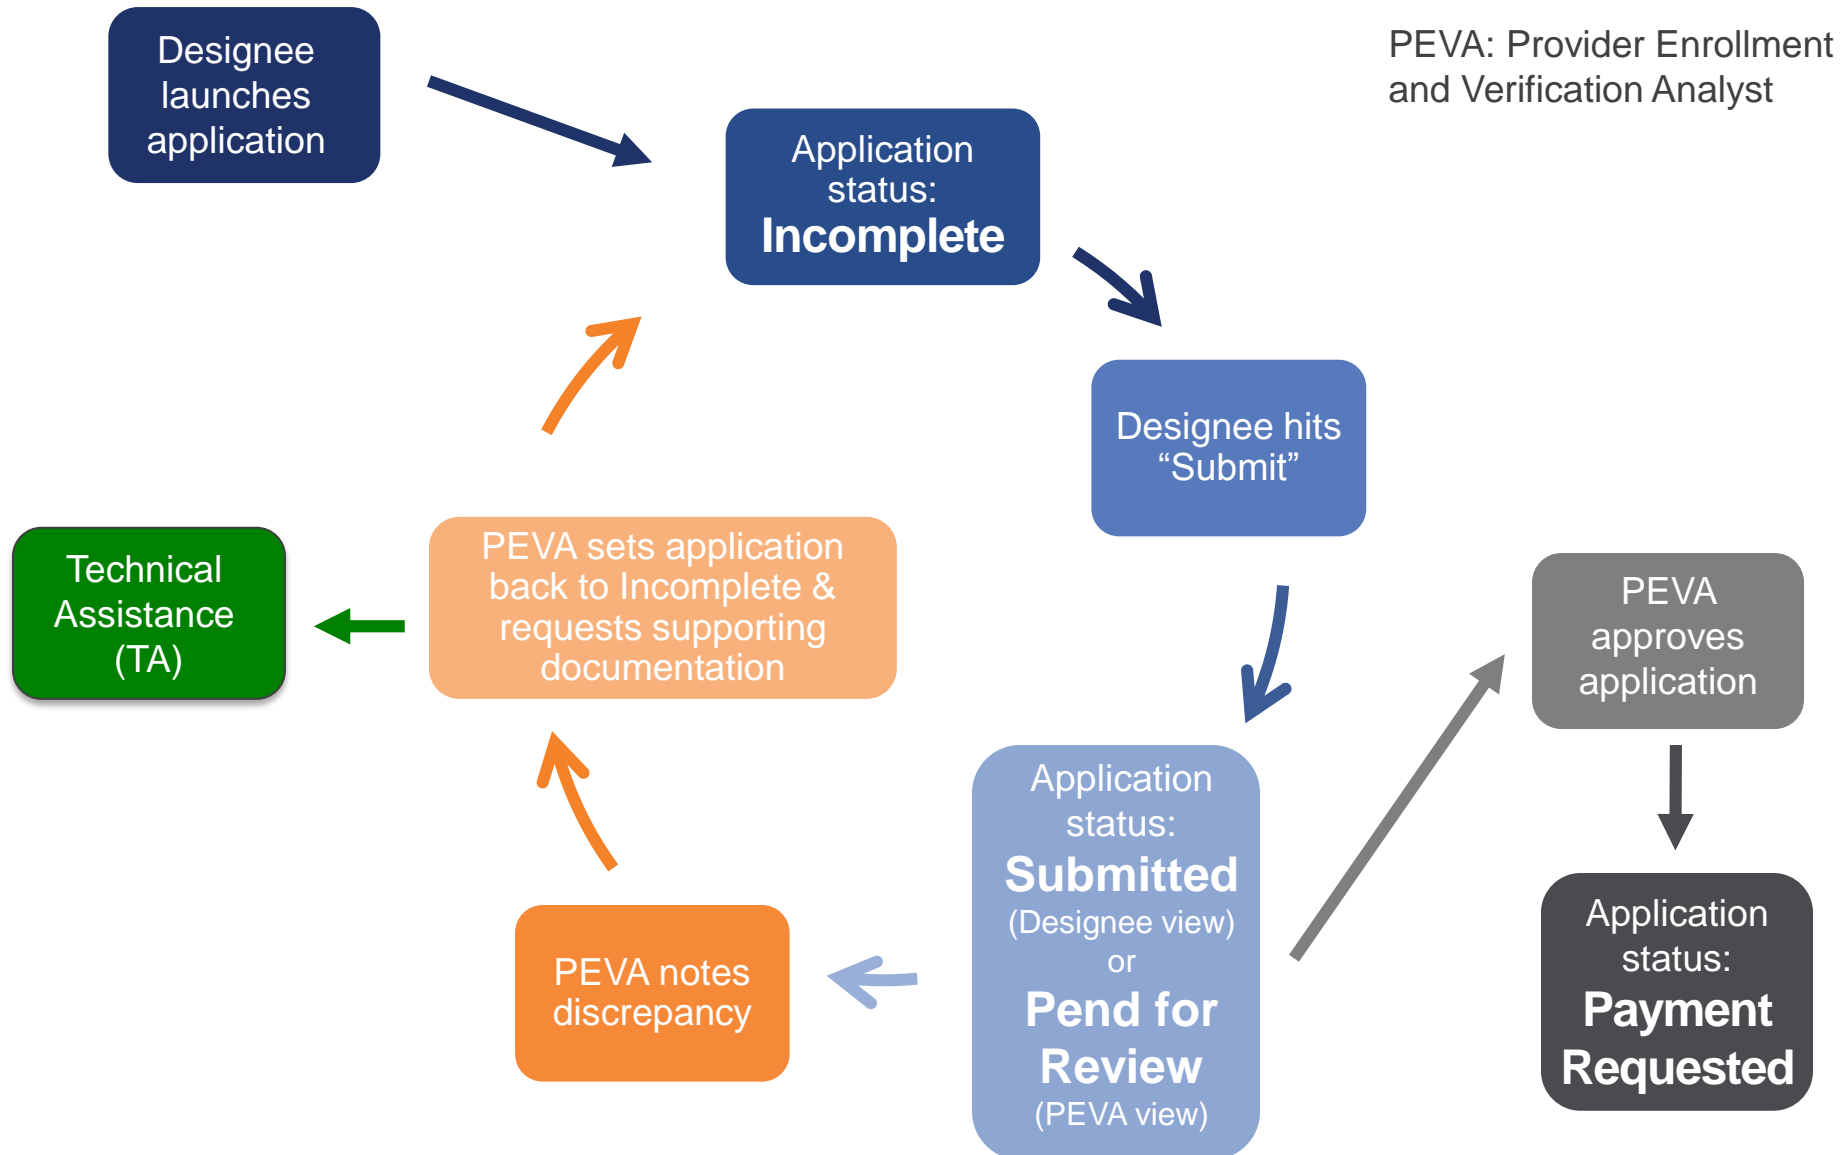 Designee
launches
application
PEVA: Provider Enrollment
and Verification Analyst
Application
status:
Incomplete
Designee hits
“Submit”
Technical
Assistance
(TA)
PEVA sets application
back to Incomplete &
requests supporting
documentation
PEVA
approves
application
Application
status:
Submitted
(Designee view)
or
Pend for
Review
(PEVA view)
PEVA notes
discrepancy
Application
status:
Payment
Requested